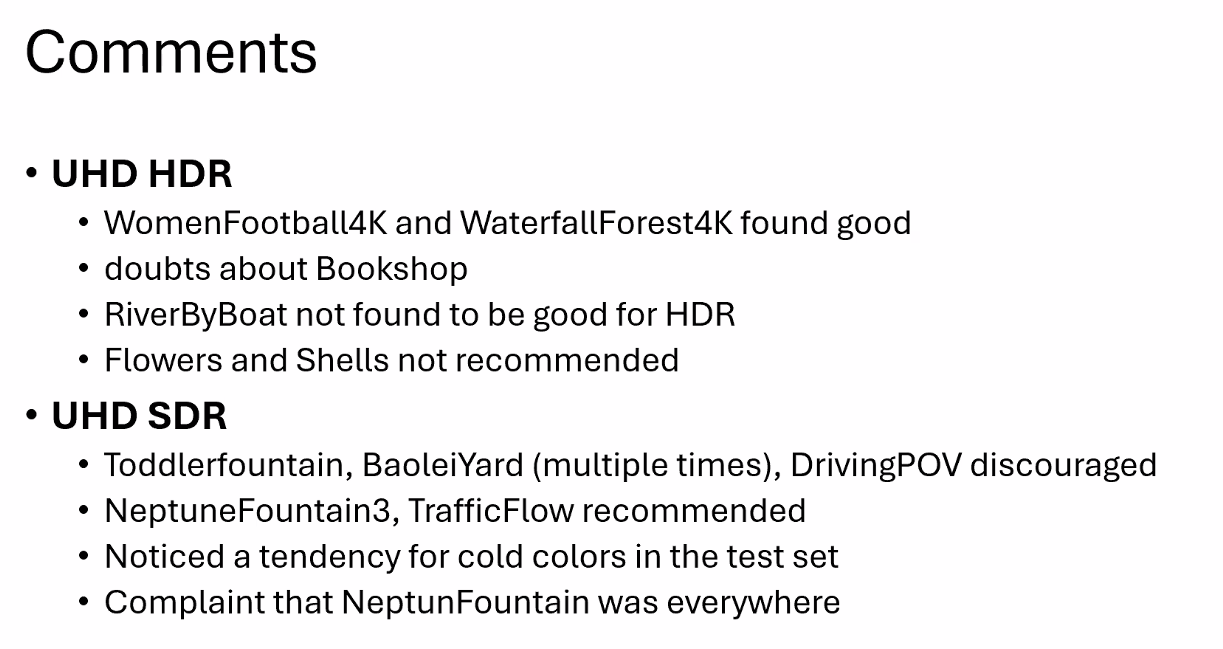 Comments
• UHD HDR
• WomenFootball4K and WaterfallForest4K found good
• doubts about Bookshop
• RiverByBoat not found to be good for HDR
• Flowers and Shells not recommended
• UHD SDR
• Toddlerfountain, BaoleiYard (multiple times), DrivingPOV discouraged
• NeptuneFountain3, TrafficFlow recommended
• Noticed a tendency for cold colors in the test set
• Complaint that NeptunFountain was everywhere